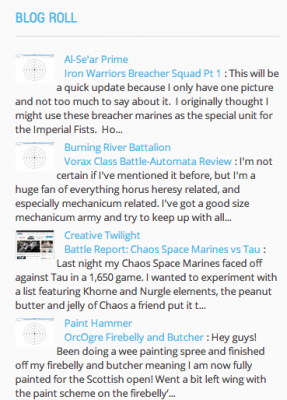 BLOG ROLL
Al-Se'ar Prime
Iron Warriors Breacher Squad Pt 1 : This will be
a quick update because I only have one picture
and not too much to say about it.  I originally thought I
might use these breacher marines as the special unit
for the Imperial Fists.  Ho...
Burning River Battalion
Vorax Class Battle-Automata Review : I'm not
certain if I've mentioned it before, but I'm a
huge fan of everything horus heresy related, and
especially mechanicum related. I've got a good size
mechanicum army and try to keep up with all...
Creative Twilight
Battle Report: Chaos Space Marines vs Tau :
Last night my Chaos Space Marines faced off
against Tau in a 1,650 game. I wanted to experiment with
a list featuring Khorne and Nurgle elements, the peanut
butter and jelly of Chaos a friend put it t...
Paint Hammer
OrcOgre Firebelly and Butcher : Hey guys!
Been doing a wee painting spree and finished
off my firebelly and butcher meaning I am now fully
painted for the Scottish open! Went a bit left wing with
the paint scheme on the firebelly'...